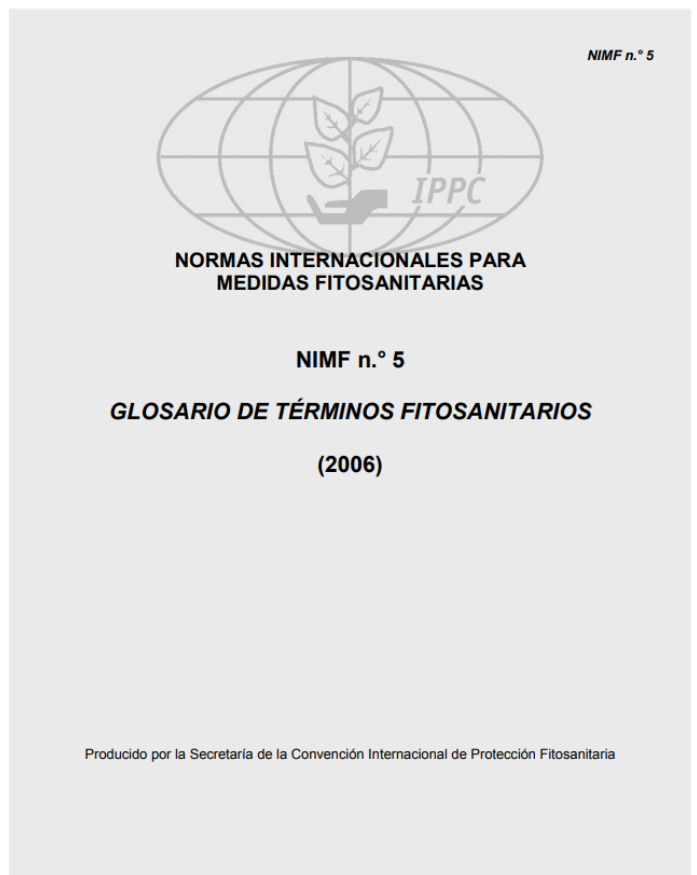 NIMF n.° 5
IPPC
NORMAS INTERNACIONALES PARA
MEDIDAS FITOSANITARIAS
NIMF n.° 5
GLOSARIO DE TÉRMINOS FITOSANITARIOS
(2006)
Producido por la Secretaría de la Convención Internacional de Protección Fitosanitaria